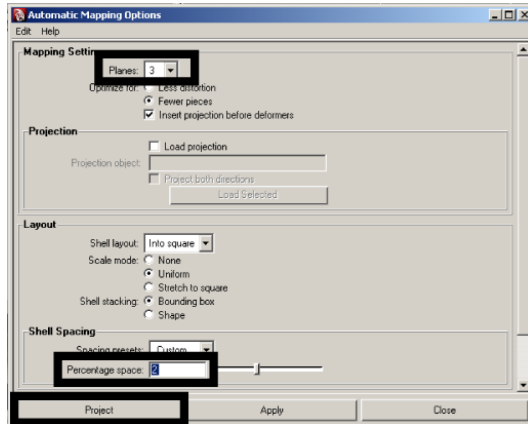 Automatic Mapping Options
Edit Help
Mapping Settin
Planes: 3
Optimize for: Less distortion
Fewer pieces
Insert projection before deformers
Projection
Load projection
Projection object:
Project both directions
Load Selected
Layout
Shell layout: Into square
Scale mode: None
Uniform
Stretch to square
Shell stacking: Bounding box
Shape
Shell Spacing
Spacing presets: Custom
Percentage space: 2
Project Apply Close